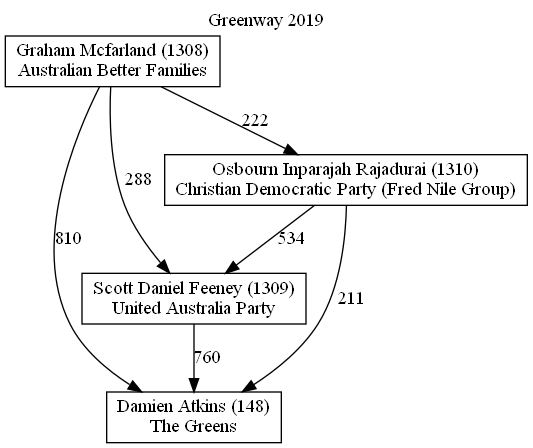 Greenway 2019
Graham Mcfarland (1308)
Australian Better Families
222
Osbourn Inparajah Rajadurai (1310)
Christian Democratic Party (Fred Nile Group)
288
810
534
Scott Daniel Feeney (1309)
United Australia Party
211
760
Damien Atkins (148)
The Greens